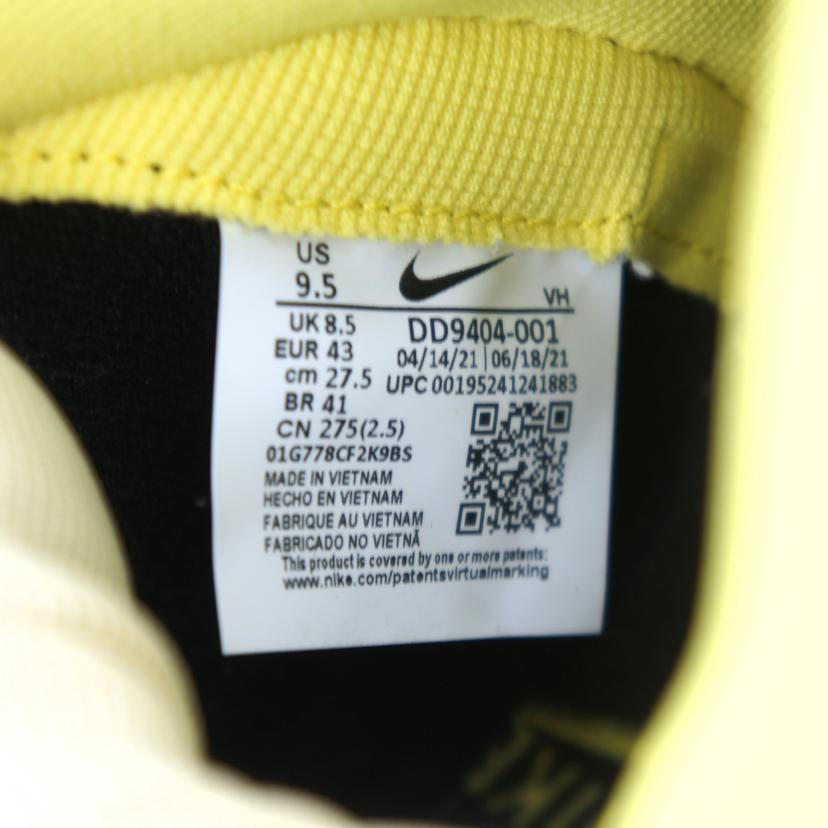 US
9.5
VH
UK 8.5
EUR 43
cm 27.5
BR 41
CN 275(2.5)
DD9404-001
04/14/21 | 06/18/21
UPC 00195241241883
01G778CF2K9BS
MADE IN VIETNAM
HECHO EN VIETNAM
FABRIQUE AU VIETNAM
FABRICADO NO VIETNÃ
This product is covered by one or more patents:
www.nike.com/patentsvirtualmarking
NIKE